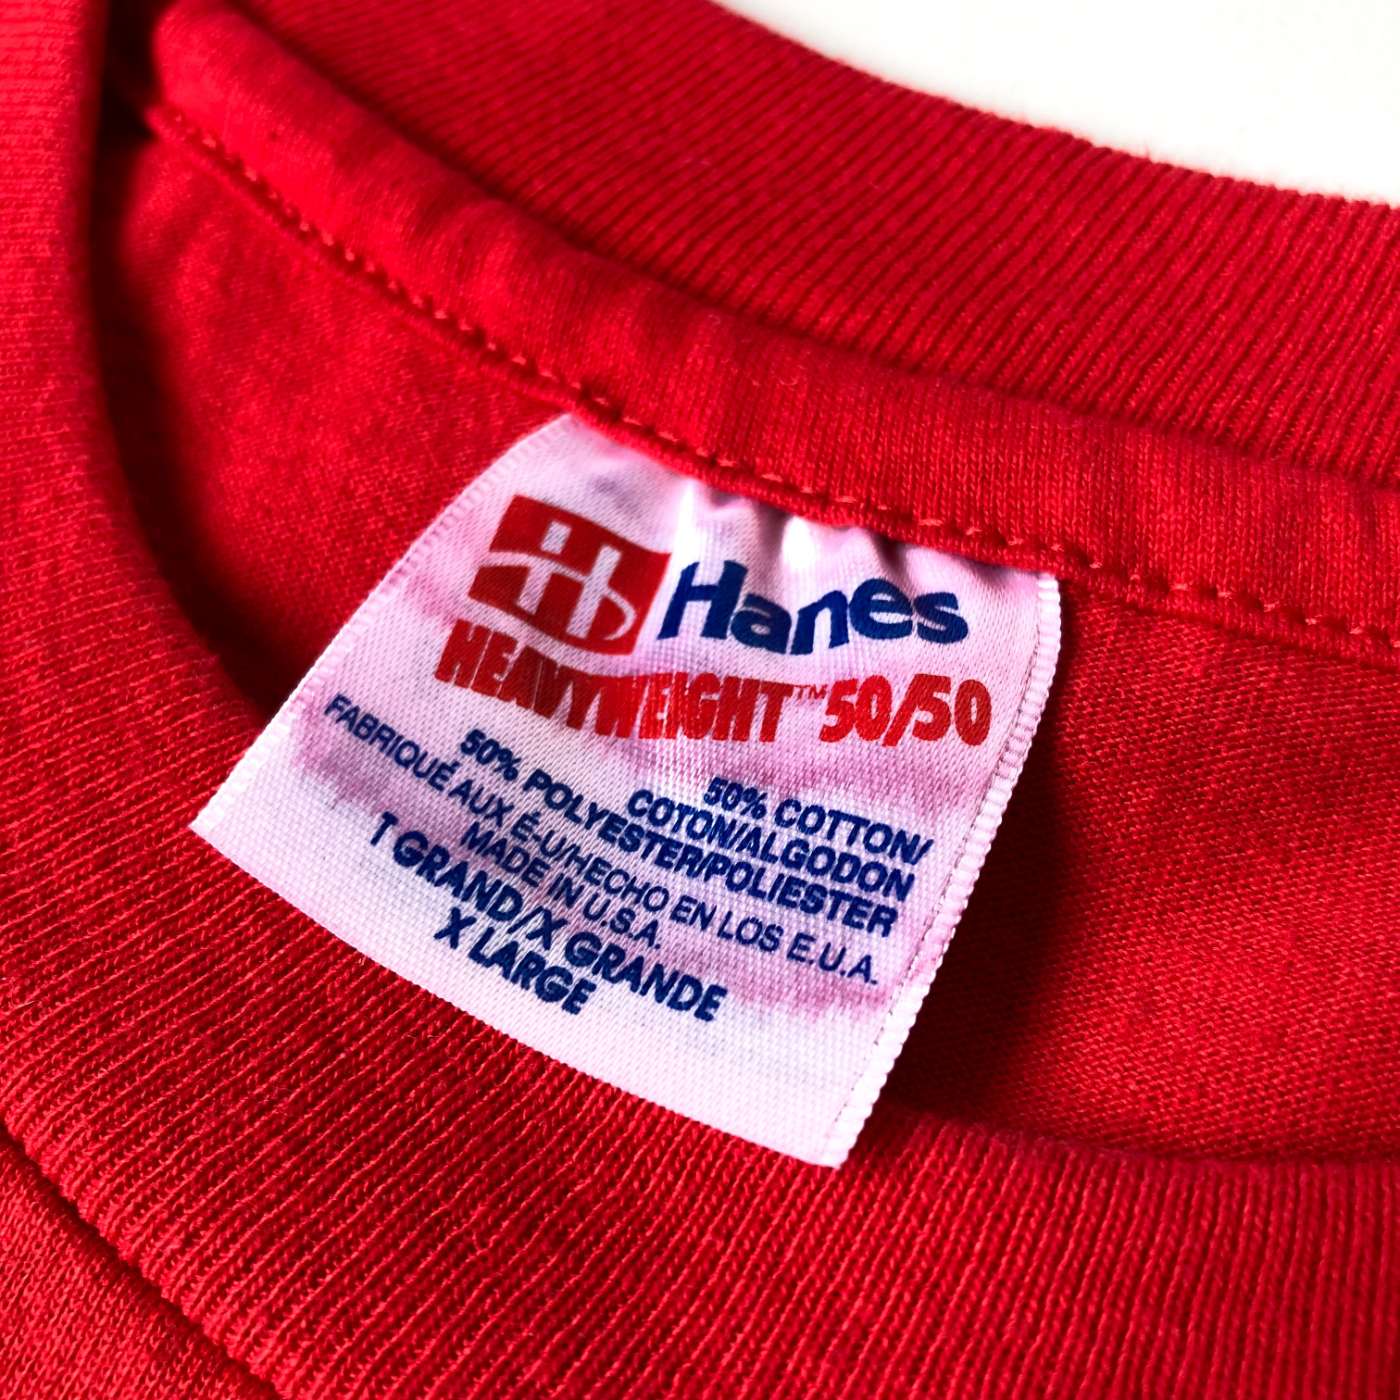 Hanes
HEAVYWEIGHT™ 50/50
50% COTTON/
COTON/ALGODON
50% POLYESTER/POLIESTER
FABRIQUÉ AUX É-U/HECHO EN LOS E.U.A.
MADE IN U.S.A.
T GRAND/X GRANDE
X LARGE